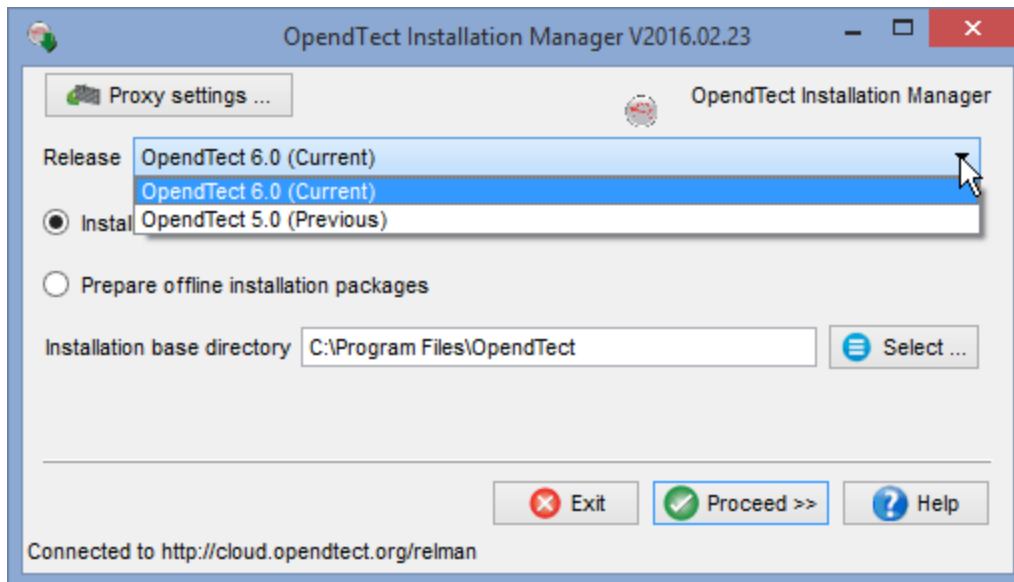 OpendTect Installation Manager V2016.02.23
Proxy settings ...
OpendTect Installation Manager
Release OpendTect 6.0 (Current)
OpendTect 6.0 (Current)
OpendTect 5.0 (Previous)
Instal
Prepare offline installation packages
Installation base directory C:\Program Files\OpendTect Select ...
Exit Proceed >> Help
Connected to http://cloud.opendtect.org/relman